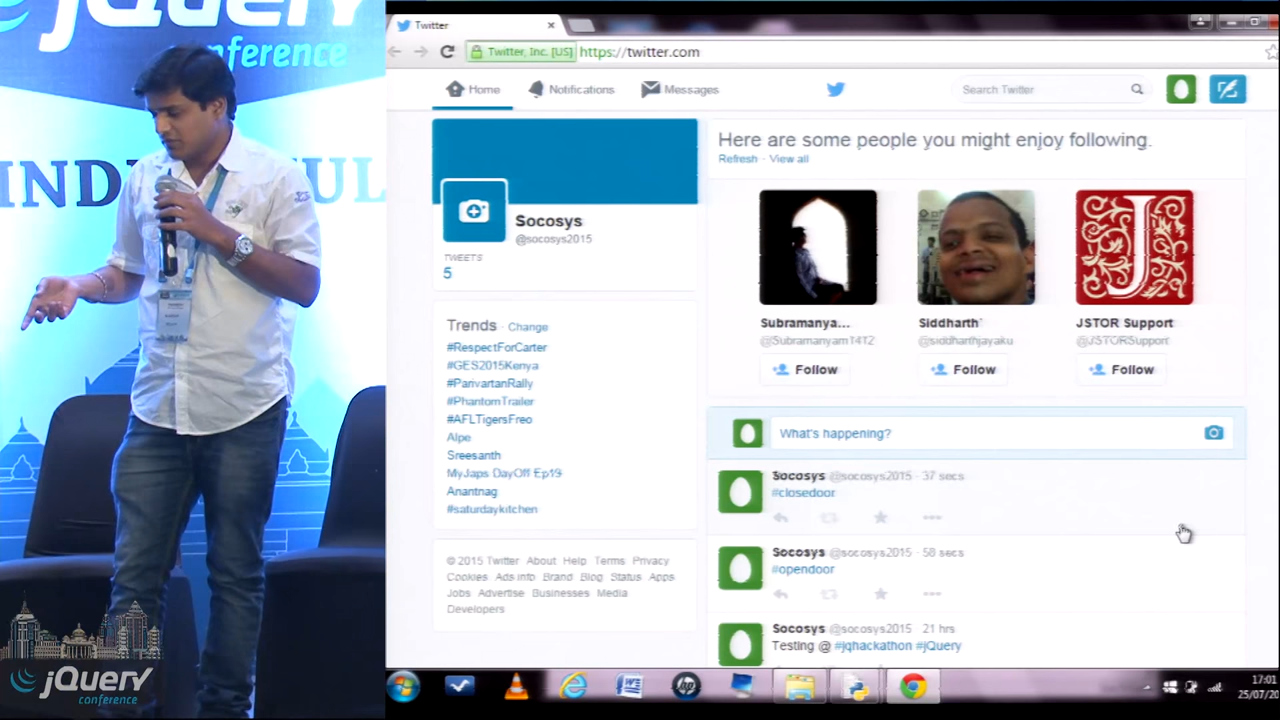 jQuery
conference
IND
UL
Twitter
Twitter, Inc. [US] https://twitter.com
Home Notifications Messages Search Twitter
Here are some people you might enjoy following.
Refresh · View all
Socosys
@socosys2015
TWEETS
5
Subramanya... Siddharth JSTOR Support
@Subramanyam1412 @siddharthjayaku @JSTORSupport
Follow Follow Follow
Trends · Change
#RespectForCarter
#GES2015Kenya
#ParivartanRally
#PhantomTrailer
#AFLTigersFreo
Alpe
Sreesanth
MyJaps DayOff Ep19
Anantnag
#saturdaykitchen
What's happening?
Socosys @socosys2015 · 37 secs
#closedoor
Socosys @socosys2015 · 58 secs
#opendoor
Socosys @socosys2015 · 21 hrs
Testing @ #jqhackathon #jQuery
© 2015 Twitter About Help Terms Privacy
Cookies Ads info Brand Blog Status Apps
Jobs Advertise Businesses Media
Developers
jQuery
conference
17:01
25/07/20